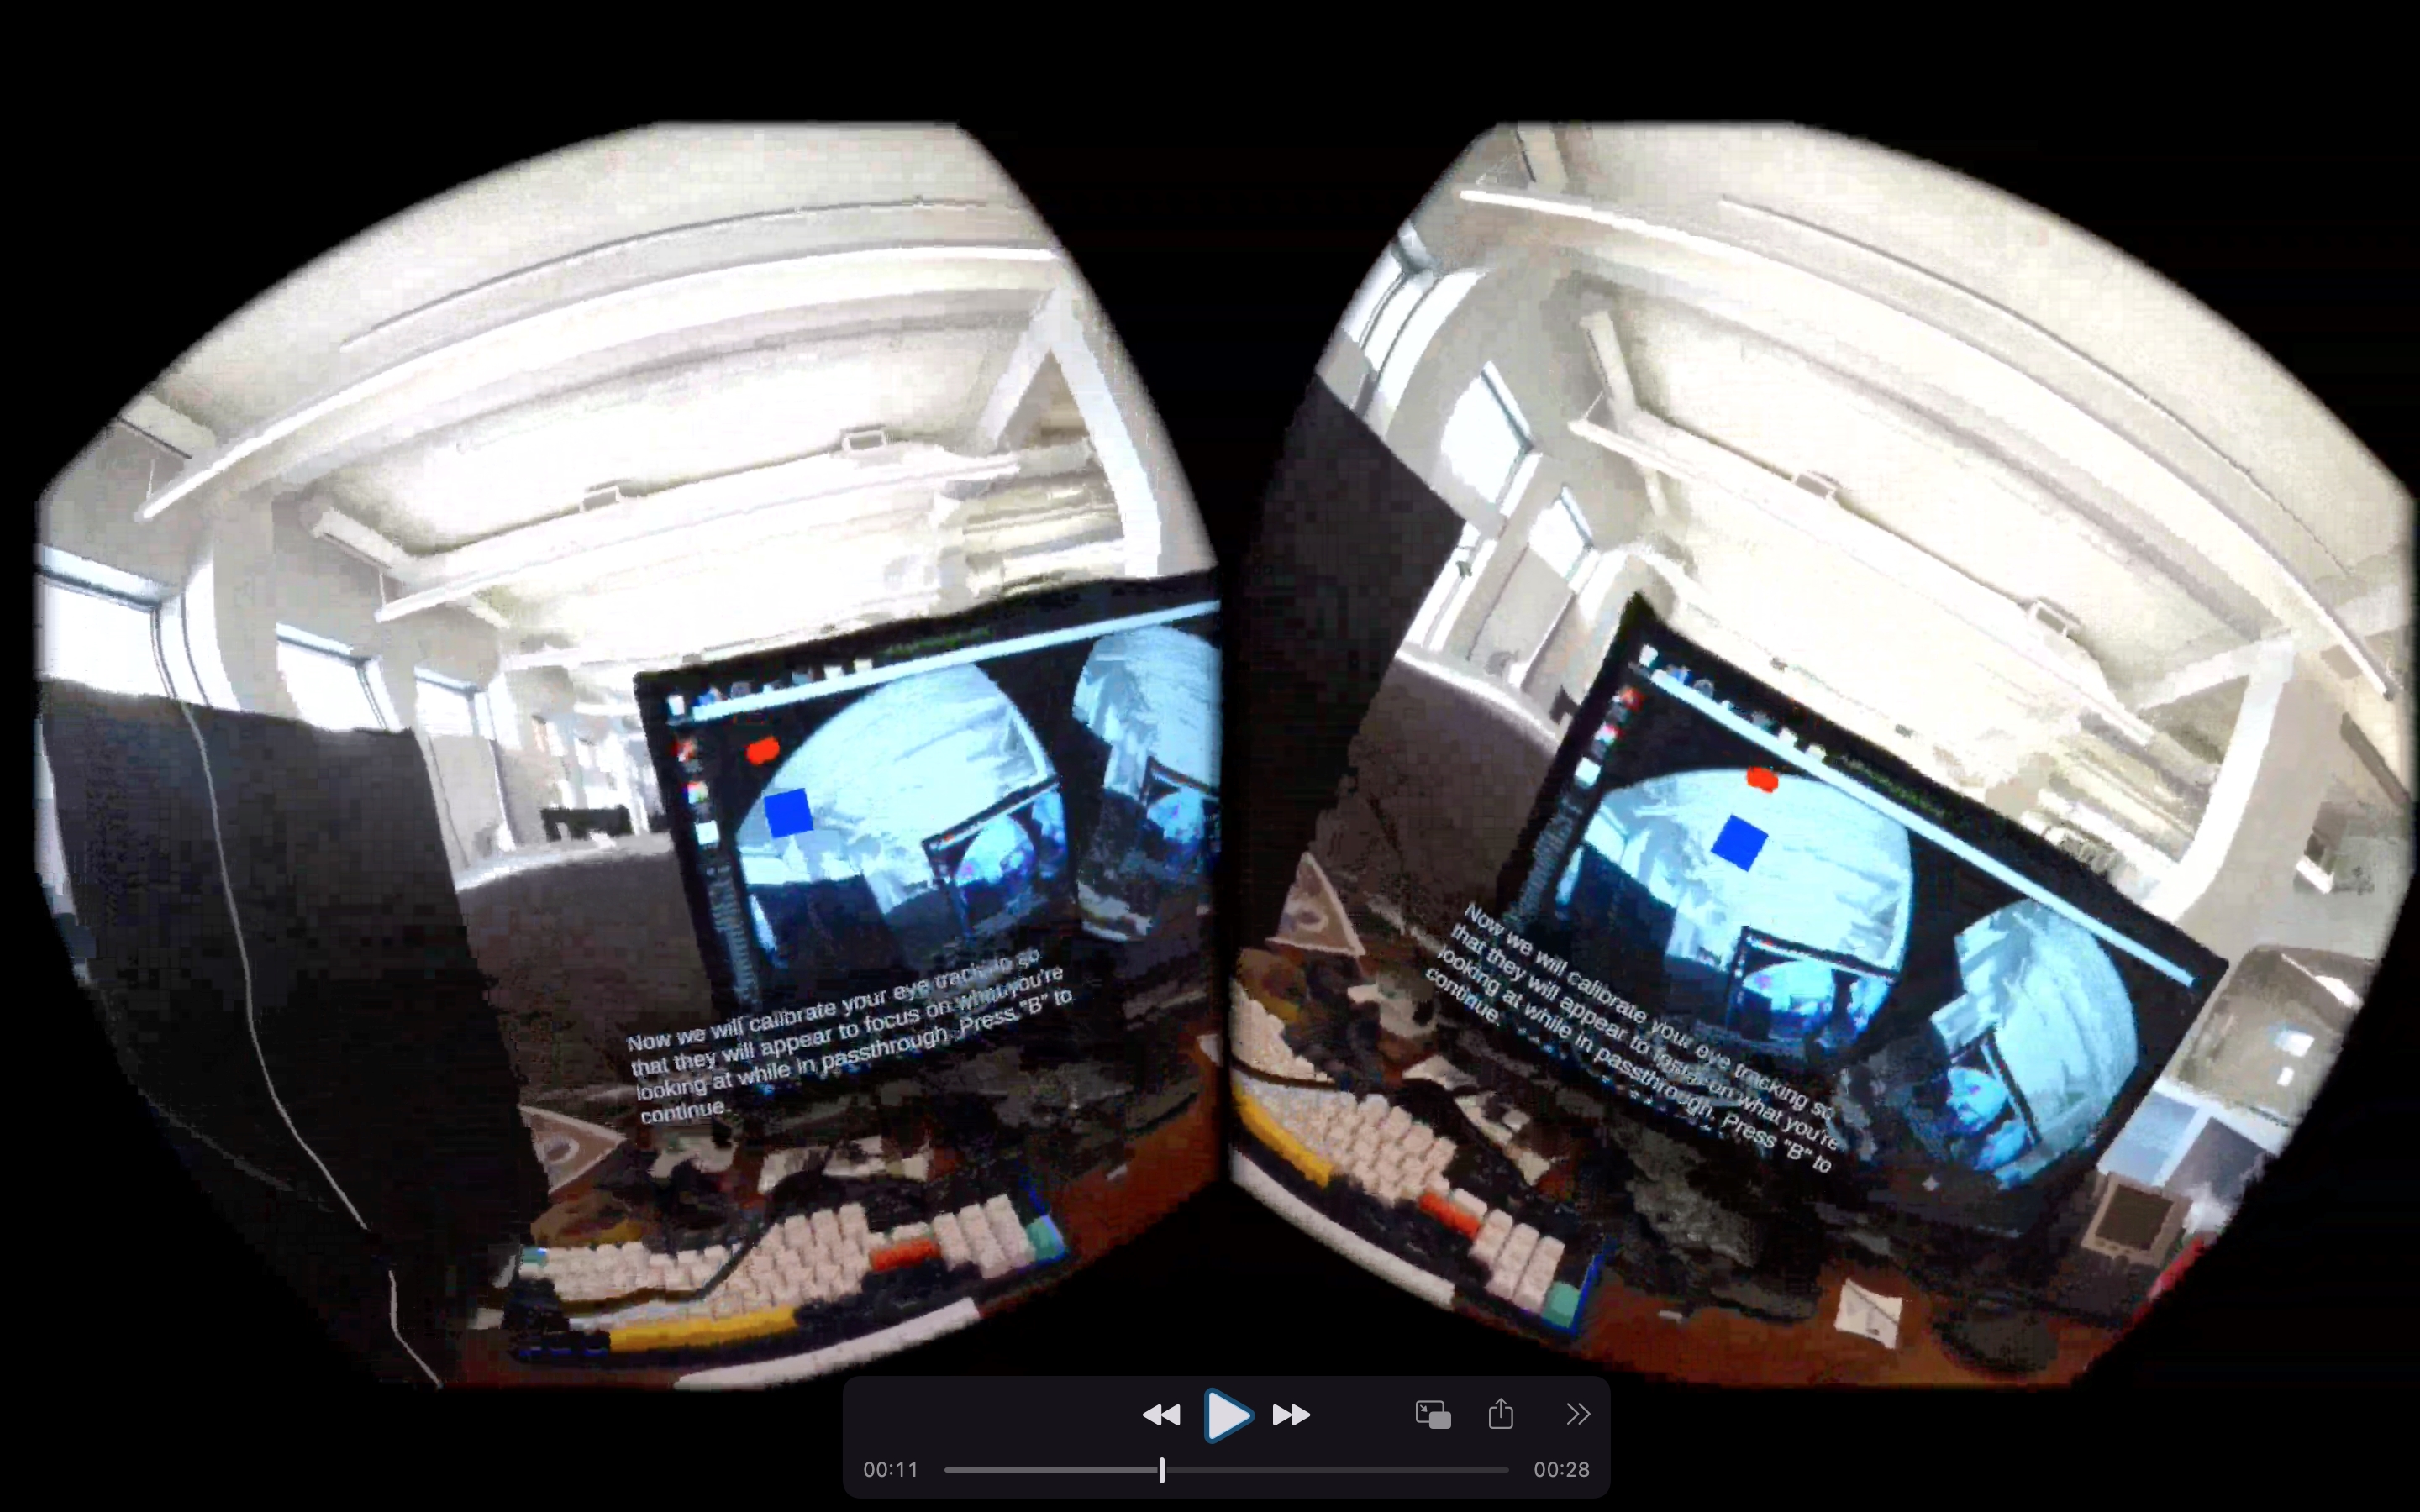 Now we will calibrate your eye tracking so
that they will appear to focus on what you're
looking at while in passthrough. Press "B" to
continue.
Now we will calibrate your eye tracking so
that they will appear to focus on what you're
looking at while in passthrough. Press "B" to
continue.
00:11
00:28